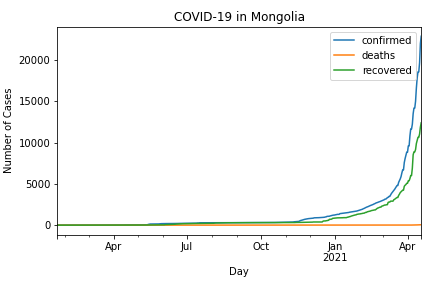 COVID-19 in Mongolia
confirmed
deaths
recovered
Number of Cases
20000
15000
10000
5000
0
Apr
Jul
Oct
Jan
2021
Apr
Day